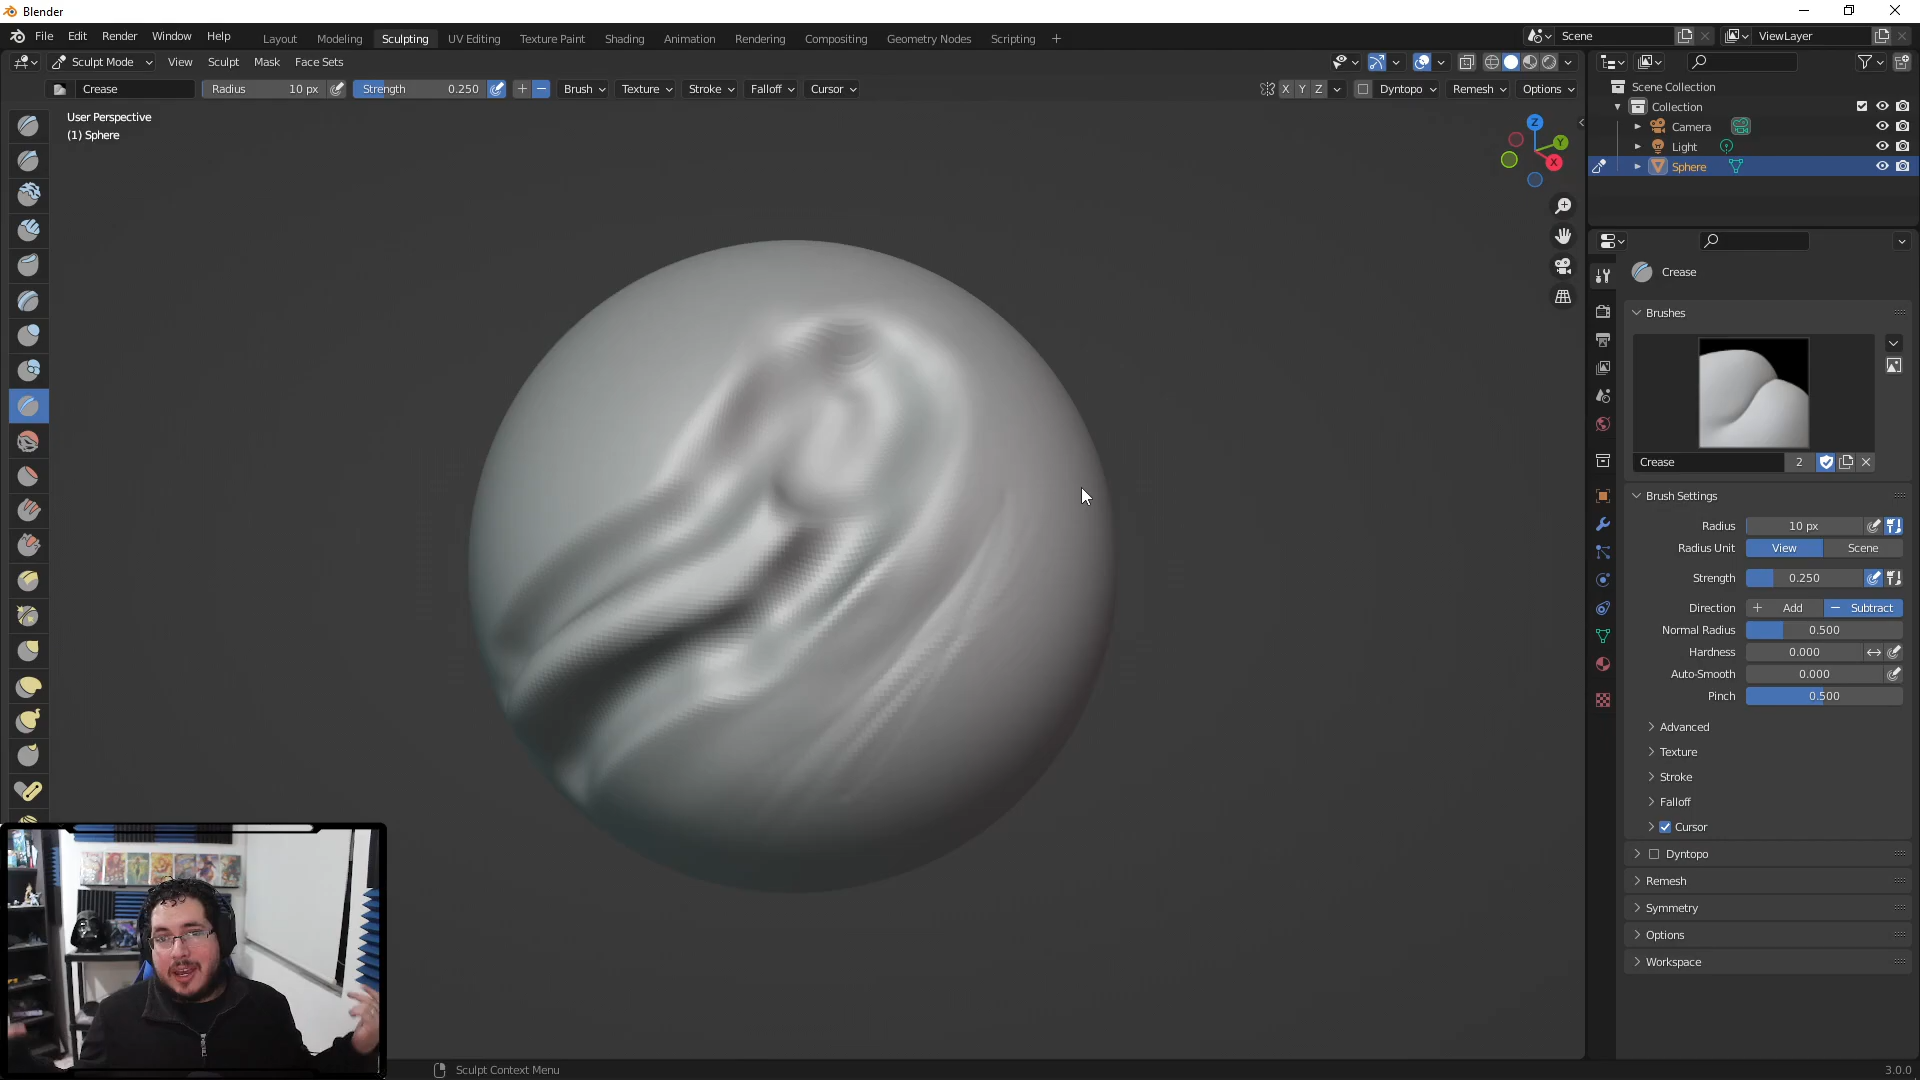 Blender
File Edit Render Window Help
Layout Modeling Sculpting UV Editing Texture Paint Shading Animation Rendering Compositing Geometry Nodes Scripting +
Scene
ViewLayer
Sculpt Mode View Sculpt Mask Face Sets
Crease Radius 10 px Strength 0.250 Brush Texture Stroke Falloff Cursor
X Y Z Dyntopo Remesh Options
User Perspective
(1) Sphere
Z
Y
X
Scene Collection
Collection
Camera
Light
Sphere
Crease
Brushes
Crease 2
Brush Settings
Radius 10 px
Radius Unit View Scene
Strength 0.250
Direction + Add − Subtract
Normal Radius 0.500
Hardness 0.000
Auto-Smooth 0.000
Pinch 0.500
Advanced
Texture
Stroke
Falloff
Cursor
Dyntopo
Remesh
Symmetry
Options
Workspace
Sculpt Context Menu
3.0.0